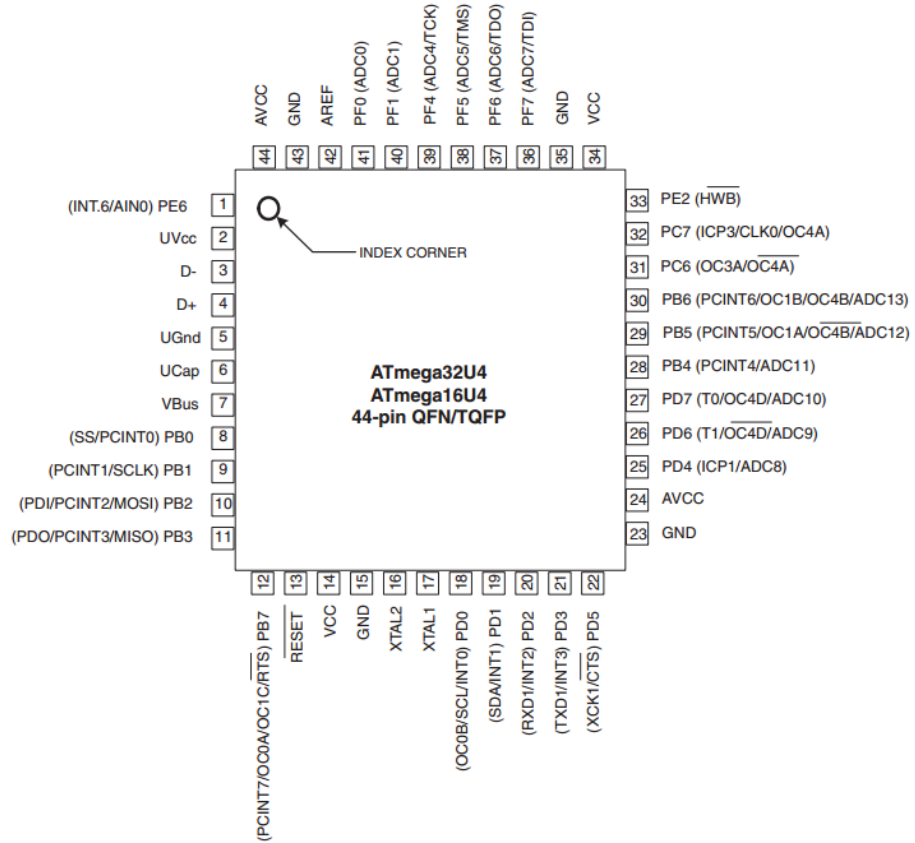 AVCC
GND
AREF
PF0 (ADC0)
PF1 (ADC1)
PF4 (ADC4/TCK)
PF5 (ADC5/TMS)
PF6 (ADC6/TDO)
PF7 (ADC7/TDI)
GND
VCC
44
43
42
41
40
39
38
37
36
35
34
(INT.6/AIN0) PE6 1
UVcc 2
D- 3
D+ 4
UGnd 5
UCap 6
VBus 7
(SS/PCINT0) PB0 8
(PCINT1/SCLK) PB1 9
(PDI/PCINT2/MOSI) PB2 10
(PDO/PCINT3/MISO) PB3 11
INDEX CORNER
ATmega32U4
ATmega16U4
44-pin QFN/TQFP
33 PE2 (HWB)
32 PC7 (ICP3/CLK0/OC4A)
31 PC6 (OC3A/OC4A)
30 PB6 (PCINT6/OC1B/OC4B/ADC13)
29 PB5 (PCINT5/OC1A/OC4B/ADC12)
28 PB4 (PCINT4/ADC11)
27 PD7 (T0/OC4D/ADC10)
26 PD6 (T1/OC4D/ADC9)
25 PD4 (ICP1/ADC8)
24 AVCC
23 GND
12
13
14
15
16
17
18
19
20
21
22
(PCINT7/OC0A/OC1C/RTS) PB7
RESET
VCC
GND
XTAL2
XTAL1
(OC0B/SCL/INT0) PD0
(SDA/INT1) PD1
(RXD1/INT2) PD2
(TXD1/INT3) PD3
(XCK1/CTS) PD5